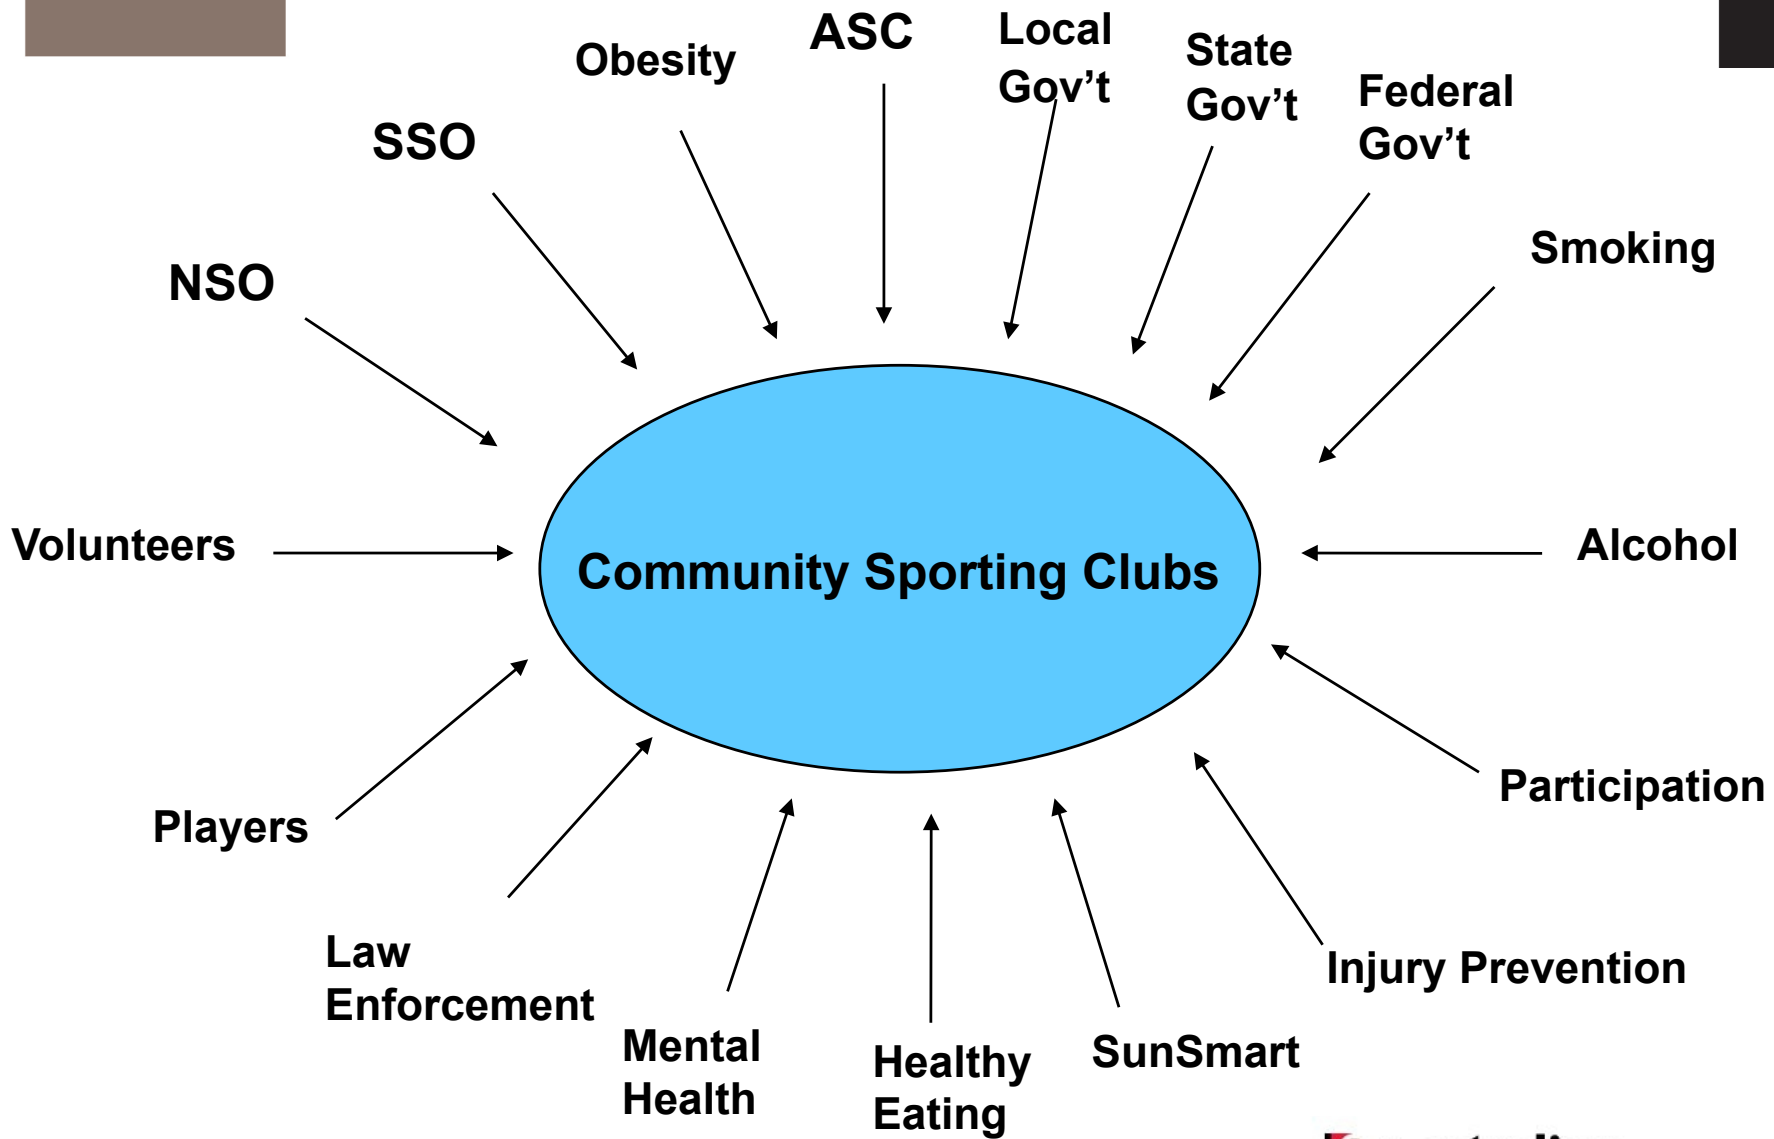 ASC
Local
Gov’t
State
Gov’t
Obesity
Federal
Gov’t
SSO
Smoking
NSO
Volunteers
Community Sporting Clubs
Alcohol
Participation
Players
Law
Enforcement
Injury Prevention
Mental
Health
Healthy
Eating
SunSmart